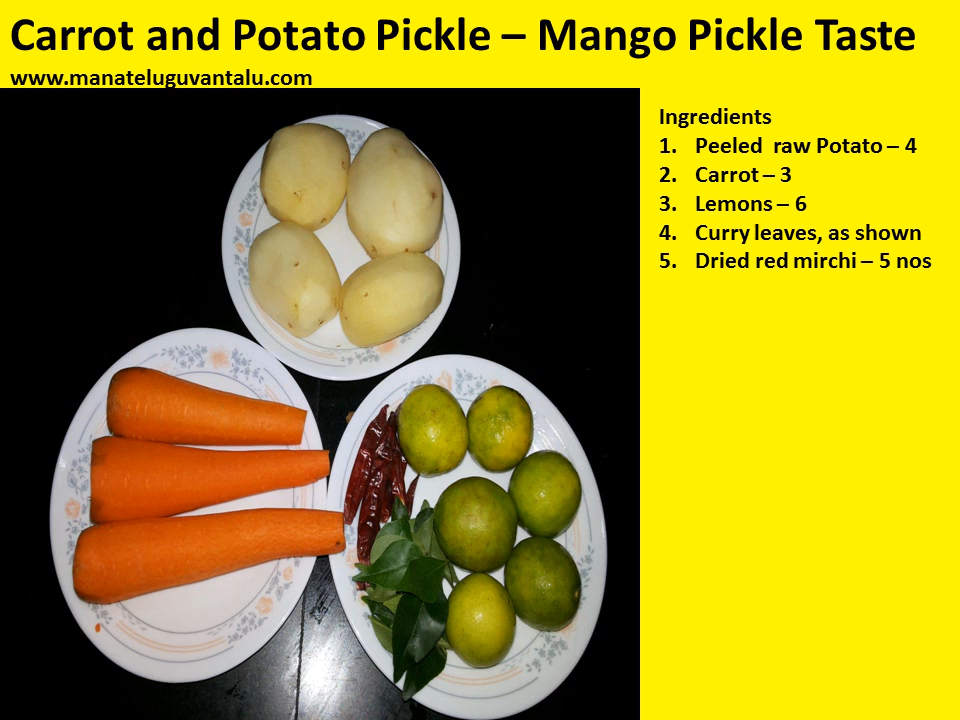 Carrot and Potato Pickle – Mango Pickle Taste
www.manateluguvantalu.com
Ingredients
1. Peeled raw Potato – 4
2. Carrot – 3
3. Lemons – 6
4. Curry leaves, as shown
5. Dried red mirchi – 5 nos